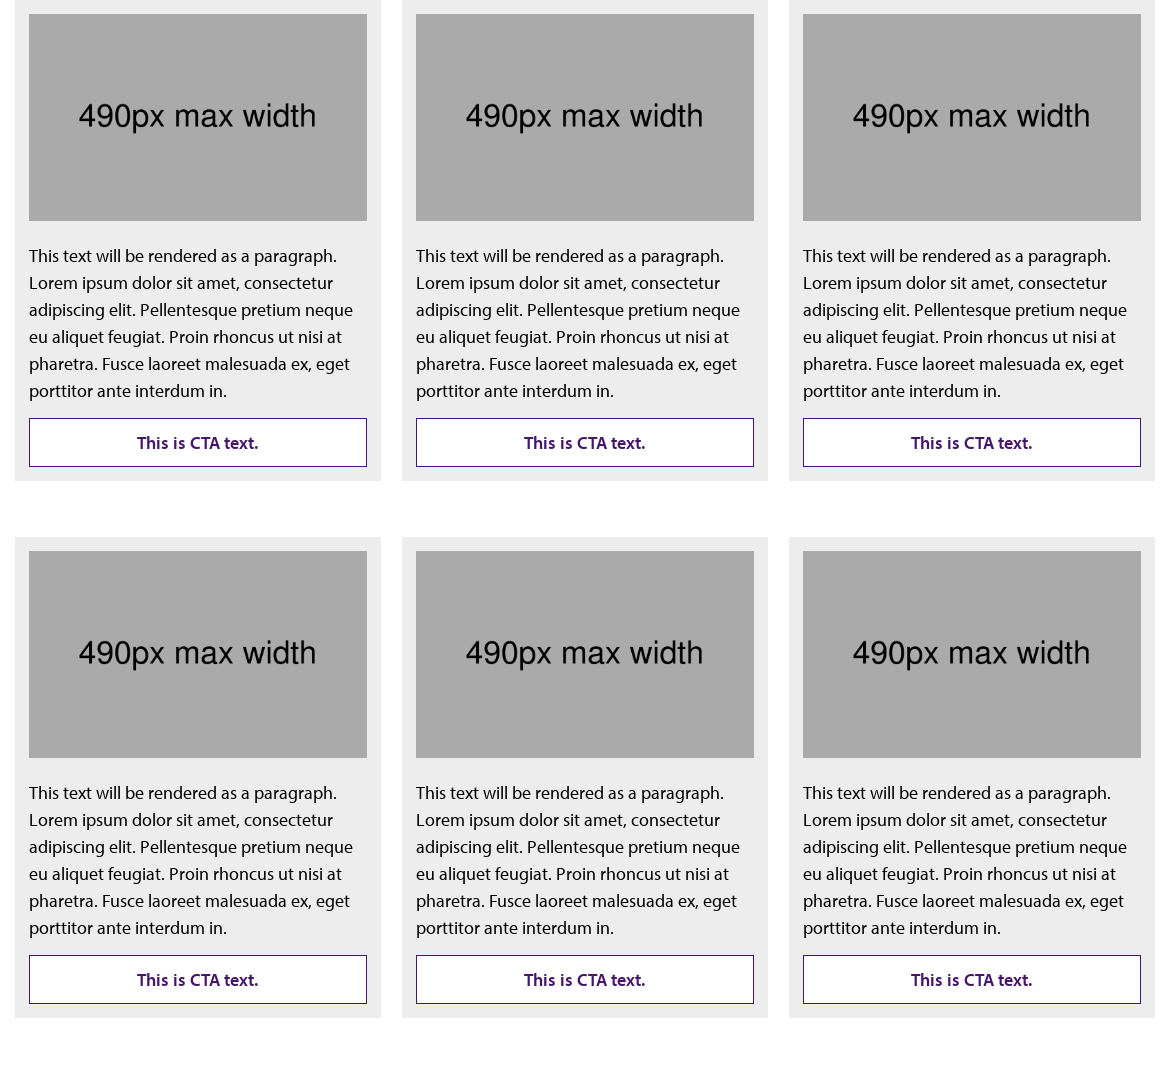 490px max width
This text will be rendered as a paragraph.
Lorem ipsum dolor sit amet, consectetur
adipiscing elit. Pellentesque pretium neque
eu aliquet feugiat. Proin rhoncus ut nisi at
pharetra. Fusce laoreet malesuada ex, eget
porttitor ante interdum in.
This is CTA text.
490px max width
This text will be rendered as a paragraph.
Lorem ipsum dolor sit amet, consectetur
adipiscing elit. Pellentesque pretium neque
eu aliquet feugiat. Proin rhoncus ut nisi at
pharetra. Fusce laoreet malesuada ex, eget
porttitor ante interdum in.
This is CTA text.
490px max width
This text will be rendered as a paragraph.
Lorem ipsum dolor sit amet, consectetur
adipiscing elit. Pellentesque pretium neque
eu aliquet feugiat. Proin rhoncus ut nisi at
pharetra. Fusce laoreet malesuada ex, eget
porttitor ante interdum in.
This is CTA text.
490px max width
This text will be rendered as a paragraph.
Lorem ipsum dolor sit amet, consectetur
adipiscing elit. Pellentesque pretium neque
eu aliquet feugiat. Proin rhoncus ut nisi at
pharetra. Fusce laoreet malesuada ex, eget
porttitor ante interdum in.
This is CTA text.
490px max width
This text will be rendered as a paragraph.
Lorem ipsum dolor sit amet, consectetur
adipiscing elit. Pellentesque pretium neque
eu aliquet feugiat. Proin rhoncus ut nisi at
pharetra. Fusce laoreet malesuada ex, eget
porttitor ante interdum in.
This is CTA text.
490px max width
This text will be rendered as a paragraph.
Lorem ipsum dolor sit amet, consectetur
adipiscing elit. Pellentesque pretium neque
eu aliquet feugiat. Proin rhoncus ut nisi at
pharetra. Fusce laoreet malesuada ex, eget
porttitor ante interdum in.
This is CTA text.